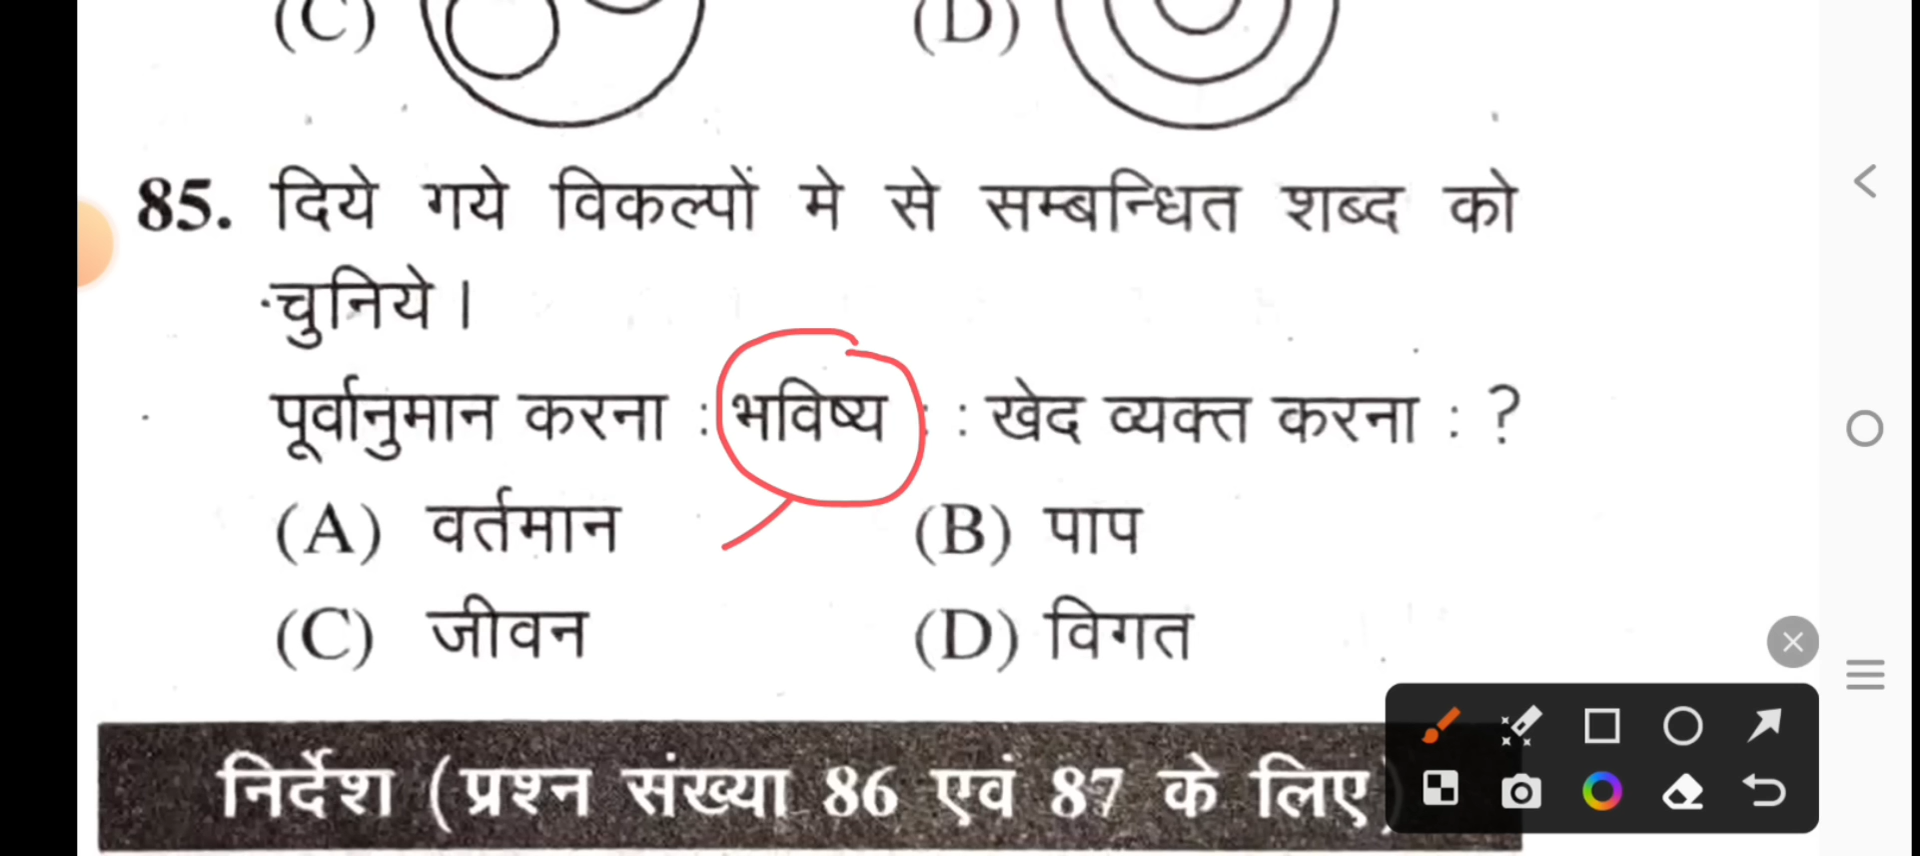 (C) (D)
85. दिये गये विकल्पों मे से सम्बन्धित शब्द को
चुनिये ।
पूर्वानुमान करना : भविष्य : : खेद व्यक्त करना : ?
(A) वर्तमान (B) पाप
(C) जीवन (D) विगत
निर्देश (प्रश्न संख्या 86 एवं 87 के लिए)